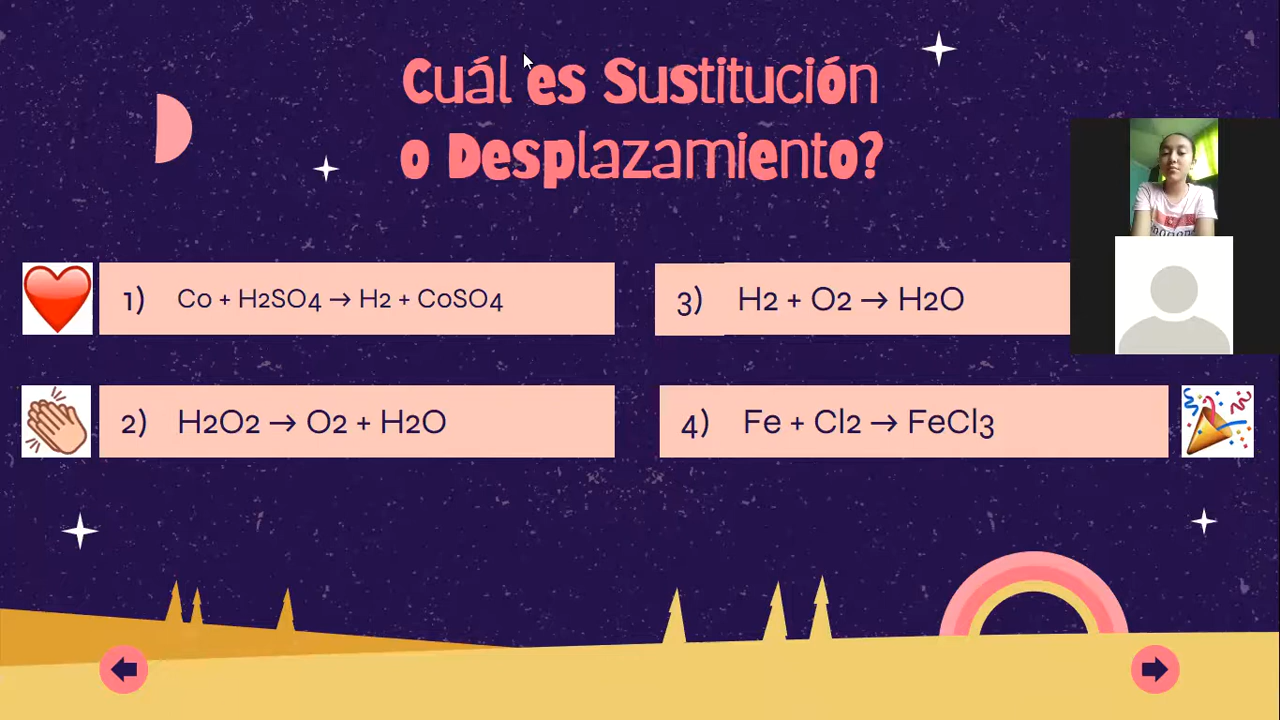 Cuál es Sustitución
o Desplazamiento?
1) Co + H2SO4 → H2 + CoSO4
3) H2 + O2 → H2O
2) H2O2 → O2 + H2O
4) Fe + Cl2 → FeCl3